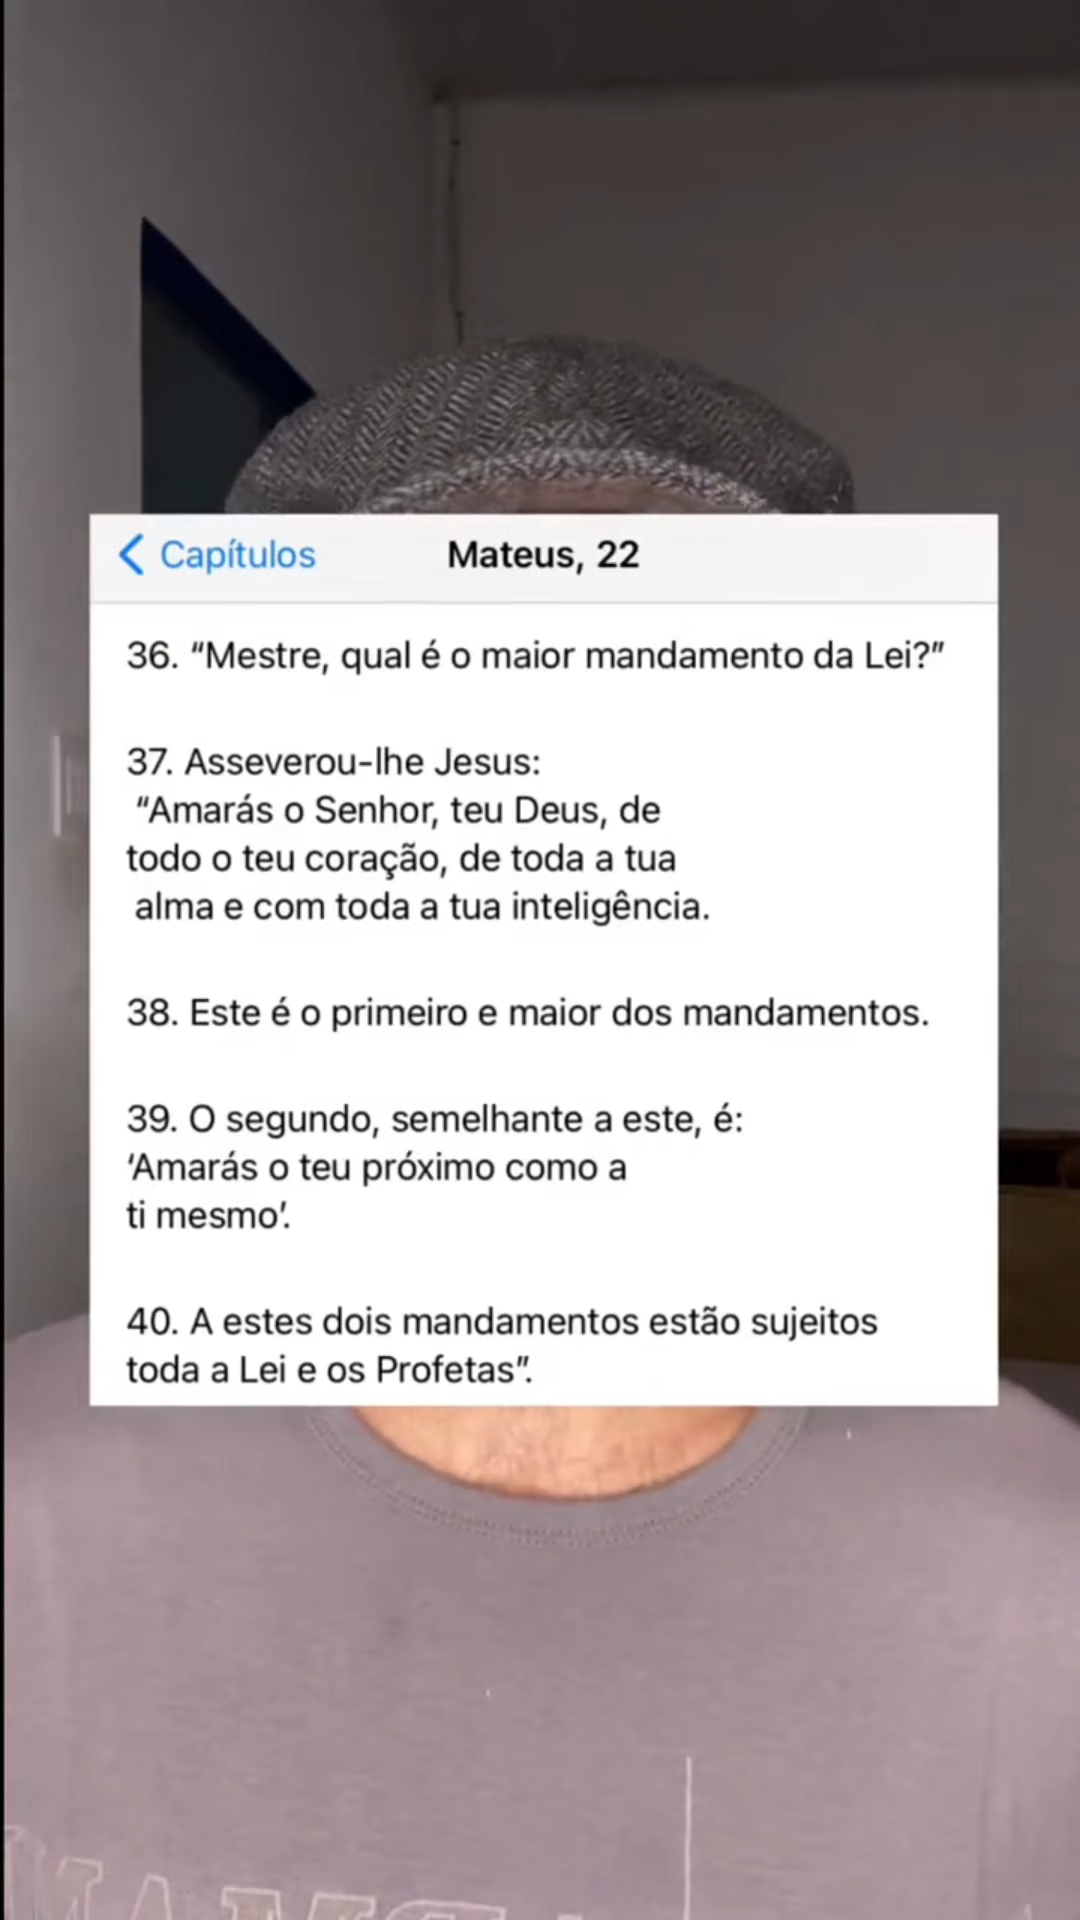 Capítulos Mateus, 22
36. “Mestre, qual é o maior mandamento da Lei?”
37. Asseverou-lhe Jesus:
“Amarás o Senhor, teu Deus, de
todo o teu coração, de toda a tua
alma e com toda a tua inteligência.
38. Este é o primeiro e maior dos mandamentos.
39. O segundo, semelhante a este, é:
‘Amarás o teu próximo como a
ti mesmo’.
40. A estes dois mandamentos estão sujeitos
toda a Lei e os Profetas”.